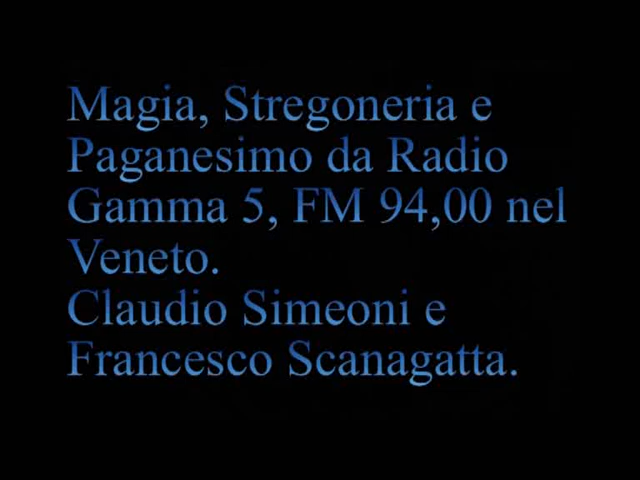 Magia, Stregoneria e
Paganesimo da Radio
Gamma 5, FM 94,00 nel
Veneto.
Claudio Simeoni e
Francesco Scanagatta.